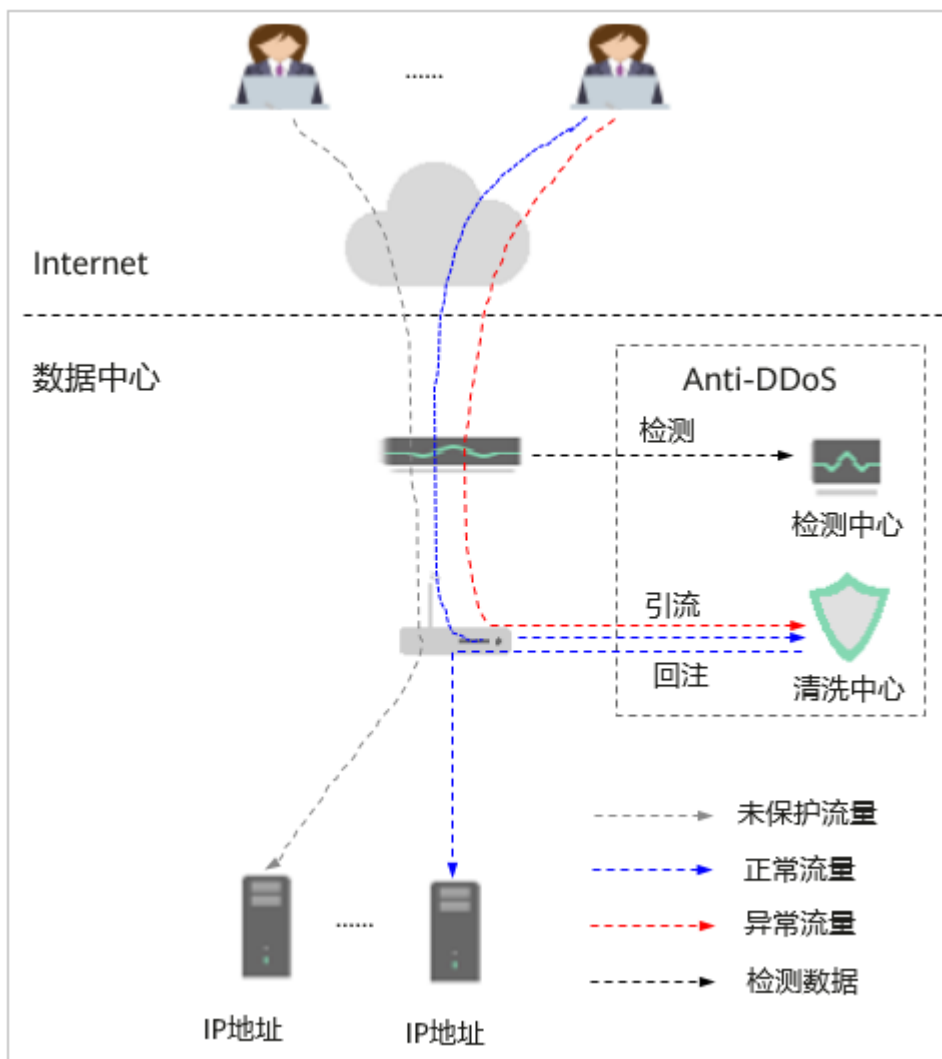 ......
Internet
数据中心
Anti-DDoS
检测
检测中心
引流
回注
清洗中心
未保护流量
正常流量
......
异常流量
检测数据
IP地址
IP地址